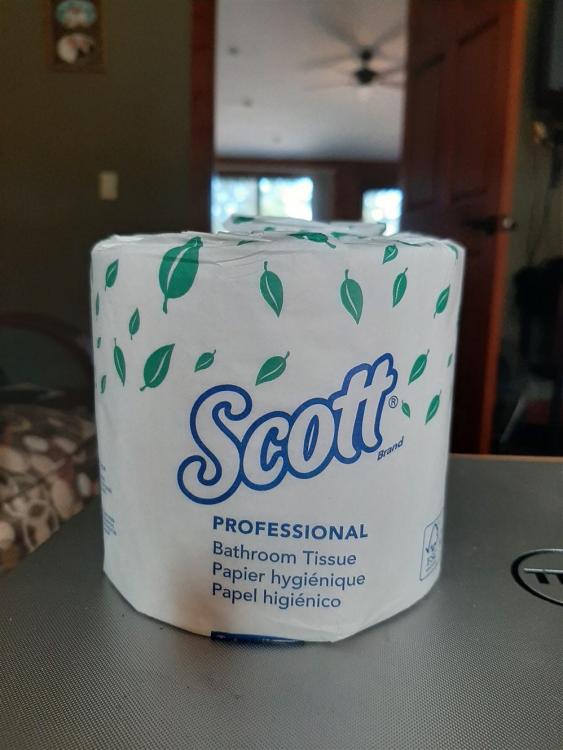 Scott®
Brand
PROFESSIONAL
Bathroom Tissue
Papier hygiénique
Papel higiénico